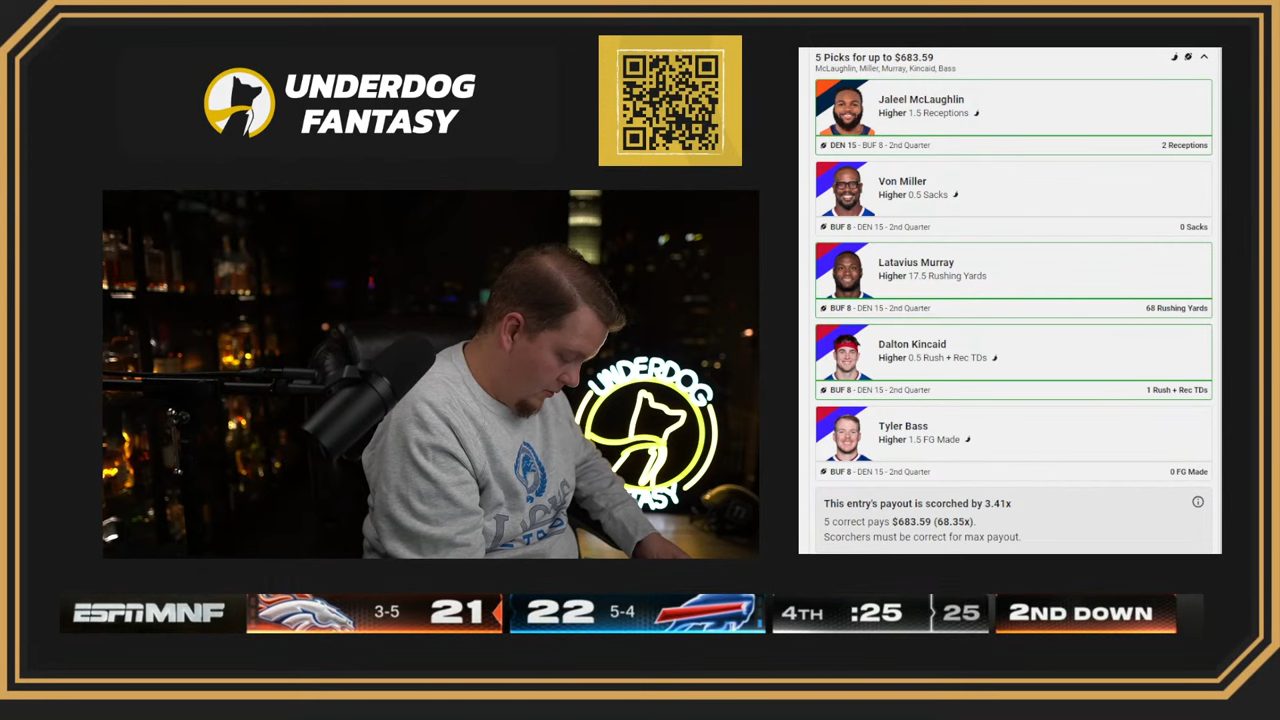 UNDERDOG
FANTASY
5 Picks for up to $683.59
McLaughlin, Miller, Murray, Kincaid, Bass
Jaleel McLaughlin
Higher 1.5 Receptions
DEN 15 - BUF 8 - 2nd Quarter
2 Receptions
Von Miller
Higher 0.5 Sacks
BUF 8 - DEN 15 - 2nd Quarter
0 Sacks
Latavius Murray
Higher 17.5 Rushing Yards
BUF 8 - DEN 15 - 2nd Quarter
68 Rushing Yards
Dalton Kincaid
Higher 0.5 Rush + Rec TDs
BUF 8 - DEN 15 - 2nd Quarter
1 Rush + Rec TDs
Tyler Bass
Higher 1.5 FG Made
BUF 8 - DEN 15 - 2nd Quarter
0 FG Made
This entry's payout is scorched by 3.41x
5 correct pays $683.59 (68.35x).
Scorchers must be correct for max payout.
UNDERDOG
ESPN MNF
3-5
21
22
5-4
4TH
:25
25
2ND DOWN